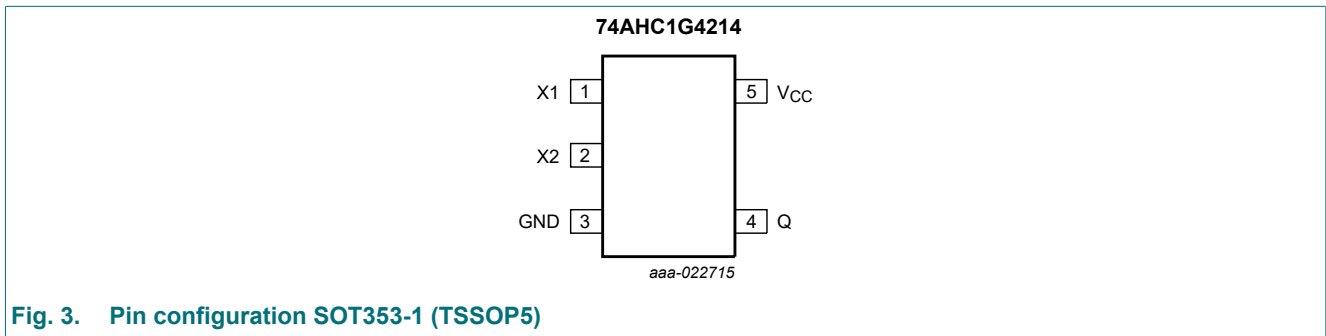 74AHC1G4214
X1 1 5 VCC
X2 2
GND 3 4 Q
aaa-022715
Fig. 3. Pin configuration SOT353-1 (TSSOP5)